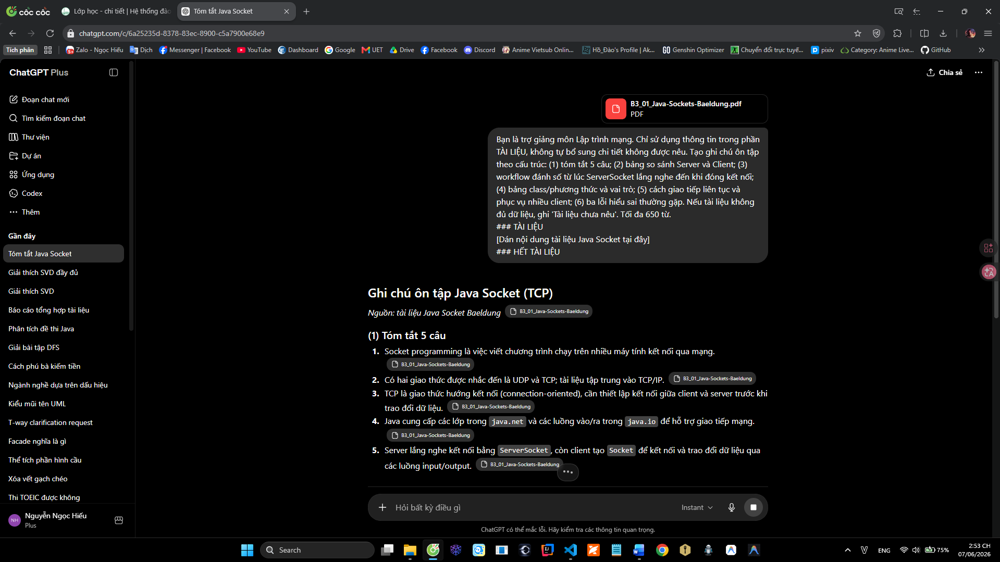 cốc cốc
Lớp học - chi tiết | Hệ thống đào
Tóm tắt Java Socket
chatgpt.com/c/6a25235d-8378-83ec-8900-c5a7900e68e9
Tích phân
Zalo - Ngọc Hiếu
Dịch
Messenger | Facebook
YouTube
Dashboard
Google
UET
Drive
Facebook
Discord
Anime Vietsub Onlin...
Hồ_Đào's Profile | Ak...
Genshin Optimizer
Chuyển đổi trực tuyế...
pixiv
Category: Anime Live...
GitHub
ChatGPT Plus
Đoạn chat mới
Tìm kiếm đoạn chat
Thư viện
Dự án
Ứng dụng
Codex
Thêm
Gần đây
Tóm tắt Java Socket
Giải thích SVD đầy đủ
Giải thích SVD
Báo cáo tổng hợp tài liệu
Phân tích đề thi Java
Giải bài tập DFS
Cách phú bà kiếm tiền
Ngành nghề dựa trên dấu hiệu
Kiểu mũi tên UML
T-way clarification request
Facade nghĩa là gì
Thể tích phần hình cầu
Xóa vết gạch chéo
Thi TOEIC được không
NH
Nguyễn Ngọc Hiếu
Plus
Chia sẻ
B3_01_Java-Sockets-Baeldung.pdf
PDF
Bạn là trợ giảng môn Lập trình mạng. Chỉ sử dụng thông tin trong phần
TÀI LIỆU, không tự bổ sung chi tiết không được nêu. Tạo ghi chú ôn tập
theo cấu trúc: (1) tóm tắt 5 câu; (2) bảng so sánh Server và Client; (3)
workflow đánh số từ lúc ServerSocket lắng nghe đến khi đóng kết nối;
(4) bảng class/phương thức và vai trò; (5) cách giao tiếp liên tục và
phục vụ nhiều client; (6) ba lỗi hiểu sai thường gặp. Nếu tài liệu không
đủ dữ liệu, ghi 'Tài liệu chưa nêu'. Tối đa 650 từ.
### TÀI LIỆU
[Dán nội dung tài liệu Java Socket tại đây]
### HẾT TÀI LIỆU
Ghi chú ôn tập Java Socket (TCP)
Nguồn: tài liệu Java Socket Baeldung B3_01_Java-Sockets-Baeldung
(1) Tóm tắt 5 câu
1. Socket programming là việc viết chương trình chạy trên nhiều máy tính kết nối qua mạng.
B3_01_Java-Sockets-Baeldung
2. Có hai giao thức được nhắc đến là UDP và TCP; tài liệu tập trung vào TCP/IP. B3_01_Java-Sockets-Baeldung
3. TCP là giao thức hướng kết nối (connection-oriented), cần thiết lập kết nối giữa client và server trước khi
trao đổi dữ liệu. B3_01_Java-Sockets-Baeldung
4. Java cung cấp các lớp trong java.net và các luồng vào/ra trong java.io để hỗ trợ giao tiếp mạng.
B3_01_Java-Sockets-Baeldung
5. Server lắng nghe kết nối bằng ServerSocket, còn client tạo Socket để kết nối và trao đổi dữ liệu qua
các luồng input/output. B3_01_Java-Sockets-Baeldung
Hỏi bất kỳ điều gì
Instant
ChatGPT có thể mắc lỗi. Hãy kiểm tra các thông tin quan trọng.
Search
ENG
75%
2:53 CH
07/06/2026